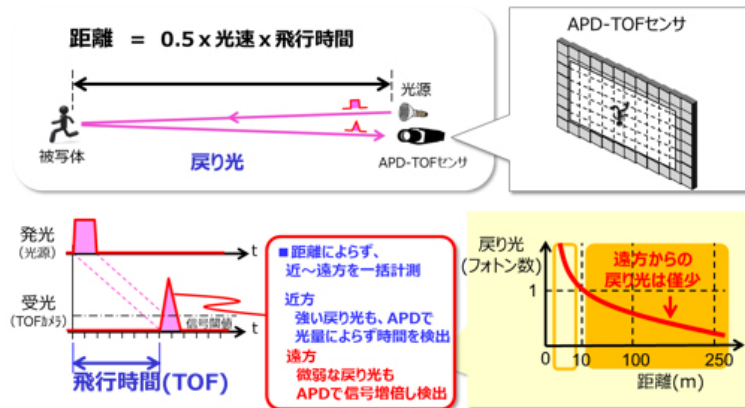 距離 = 0.5 x 光速 x 飛行時間
光源
被写体
戻り光
APD-TOFセンサ
APD-TOFセンサ
発光
(光源)
t
受光
(TOFカメラ)
信号閾値
t
飛行時間(TOF)
■距離によらず、
近~遠方を一括計測
近方
強い戻り光も、APDで
光量によらず時間を検出
遠方
微弱な戻り光も
APDで信号増倍し検出
戻り光
(フォトン数)
遠方からの
戻り光は僅少
1
0 10 100 250
距離(m)